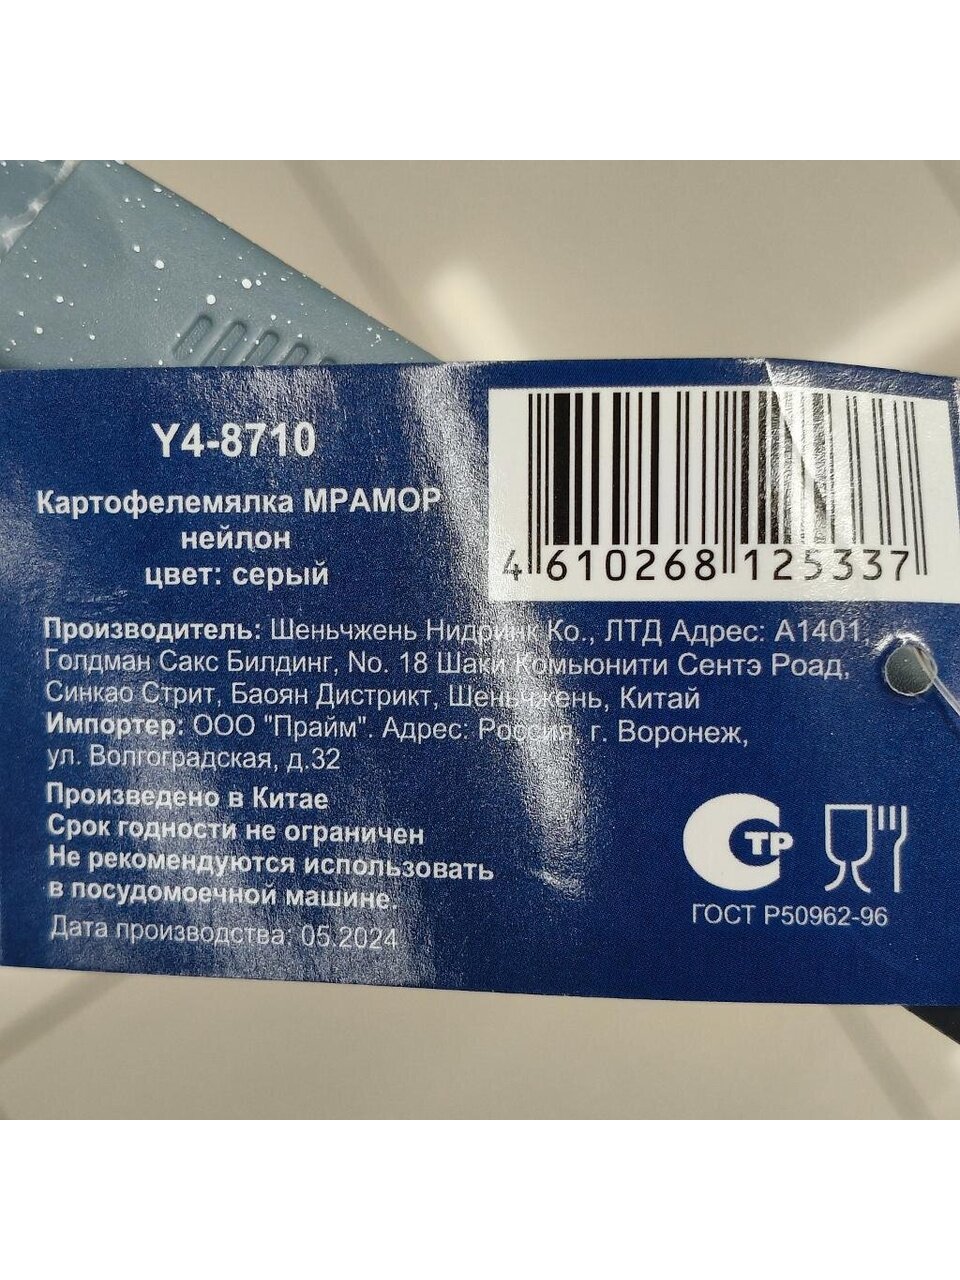 Y4-8710
Картофелемялка МРАМОР
нейлон
цвет: серый
4 610268 125337
Производитель: Шеньчжень Нидринк Ко., ЛТД Адрес: А1401,
Голдман Сакс Билдинг, No. 18 Шаки Комьюнити Сентэ Роад,
Синкао Стрит, Баоян Дистрикт, Шеньчжень, Китай
Импортер: ООО "Прайм". Адрес: Россия, г. Воронеж,
ул. Волгоградская, д.32
Произведено в Китае
Срок годности не ограничен
Не рекомендуются использовать
в посудомоечной машине.
Дата производства: 05.2024
СТР
ГОСТ Р50962-96